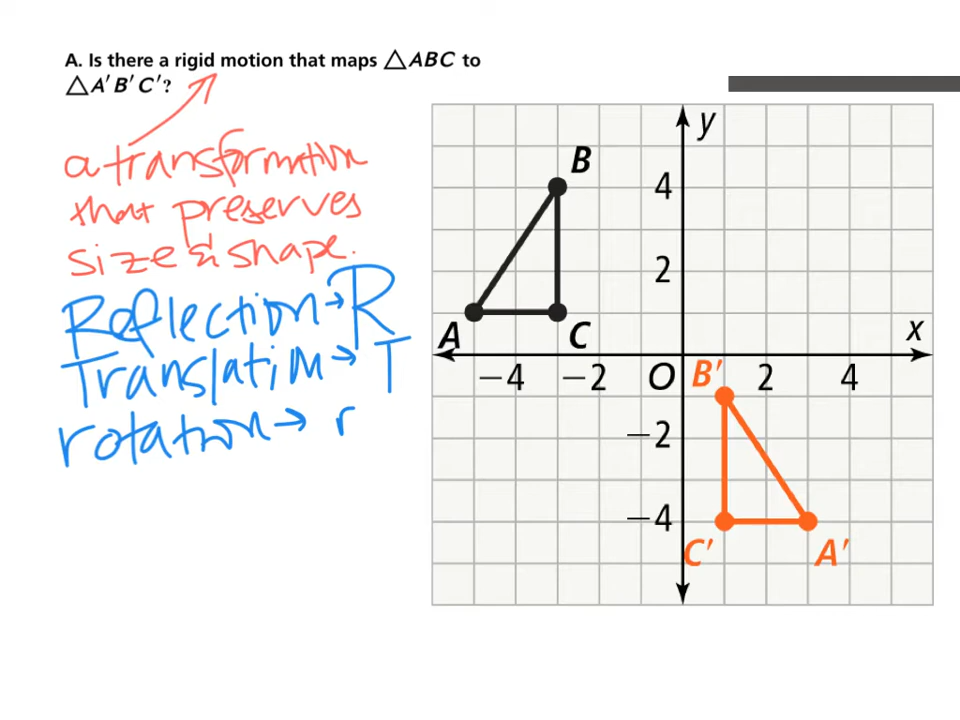 A. Is there a rigid motion that maps △ABC to
△A′B′C′?
a transformation
that preserves
size & shape.
Reflection→R
Translation→T
rotation→r
y
B
4
2
A
C
x
−4
−2
O
B′
2
4
−2
−4
C′
A′